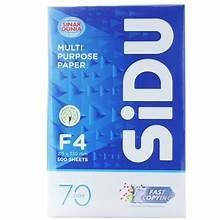 SINAR
DUNIA
MULTI
PURPOSE
PAPER
SiDU
F4
215 x 330 mm
500 SHEETS
70
FAST
COPYING